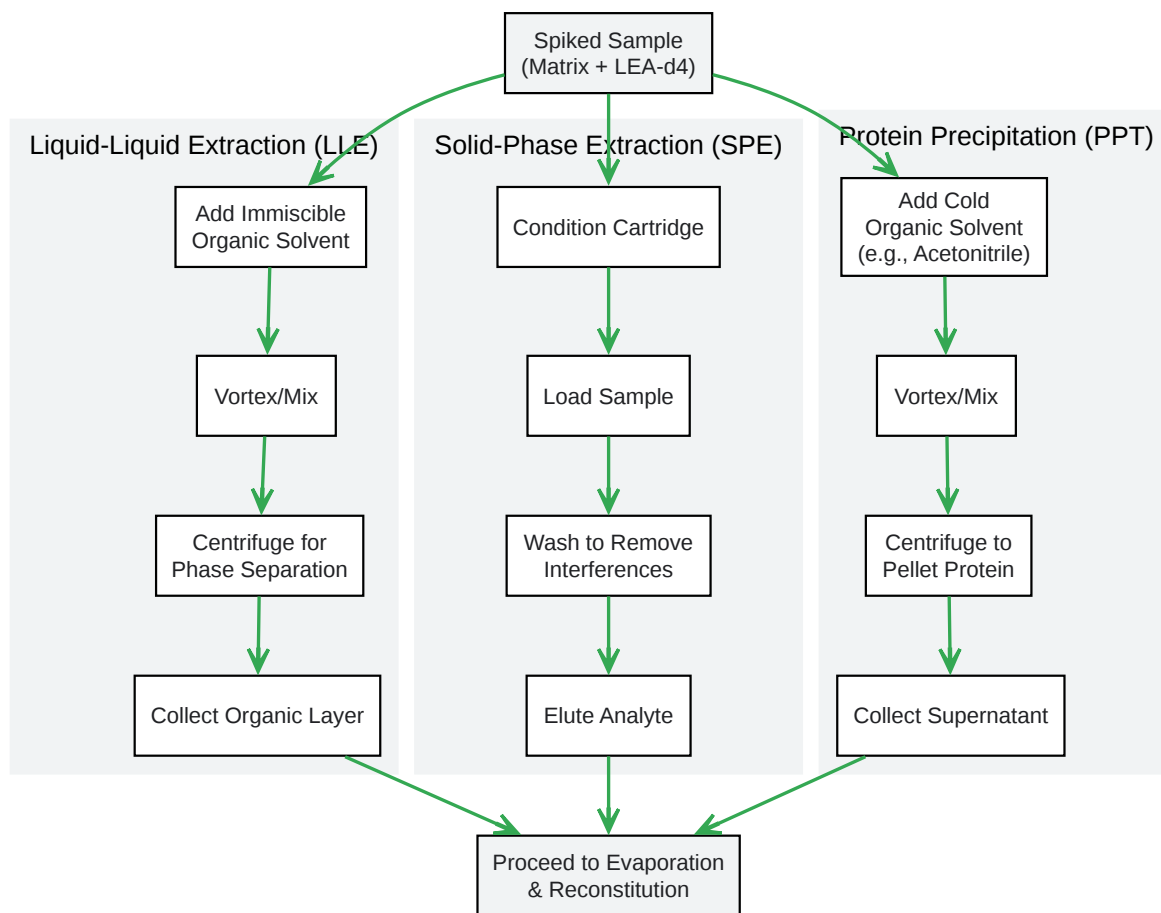 Spiked Sample
(Matrix + LEA-d4)
Liquid-Liquid Extraction (LLE)
Add Immiscible
Organic Solvent
Vortex/Mix
Centrifuge for
Phase Separation
Collect Organic Layer
Solid-Phase Extraction (SPE)
Condition Cartridge
Load Sample
Wash to Remove
Interferences
Elute Analyte
Protein Precipitation (PPT)
Add Cold
Organic Solvent
(e.g., Acetonitrile)
Vortex/Mix
Centrifuge to
Pellet Protein
Collect Supernatant
Proceed to Evaporation
& Reconstitution